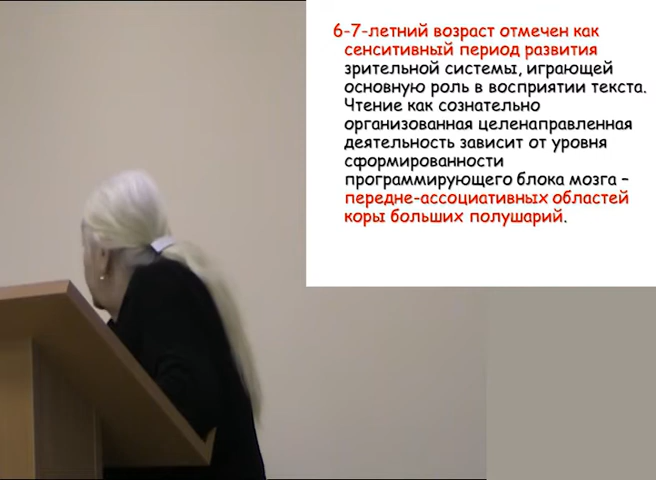 6-7-летний возраст отмечен как
сенситивный период развития
зрительной системы, играющей
основную роль в восприятии текста.
Чтение как сознательно
организованная целенаправленная
деятельность зависит от уровня
сформированности
программирующего блока мозга –
передне-ассоциативных областей
коры больших полушарий.